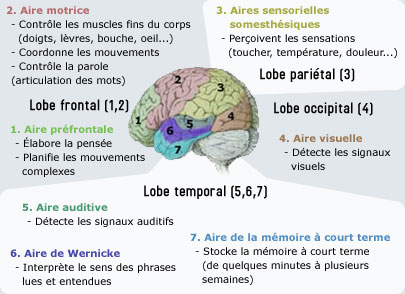 2. Aire motrice
- Contrôle les muscles fins du corps
(doigts, lèvres, bouche, oeil...)
- Coordonne les mouvements
- Contrôle la parole
(articulation des mots)
3. Aires sensorielles
somesthésiques
- Perçoivent les sensations
(toucher, température, douleur...)
Lobe pariétal (3)
Lobe frontal (1,2)
Lobe occipital (4)
1. Aire préfrontale
- Élabore la pensée
- Planifie les mouvements
complexes
2
3
1
5
4
6
7
4. Aire visuelle
- Détecte les signaux
visuels
Lobe temporal (5,6,7)
5. Aire auditive
- Détecte les signaux auditifs
6. Aire de Wernicke
- Interprète le sens des phrases
lues et entendues
7. Aire de la mémoire à court terme
- Stocke la mémoire à court terme
(de quelques minutes à plusieurs
semaines)